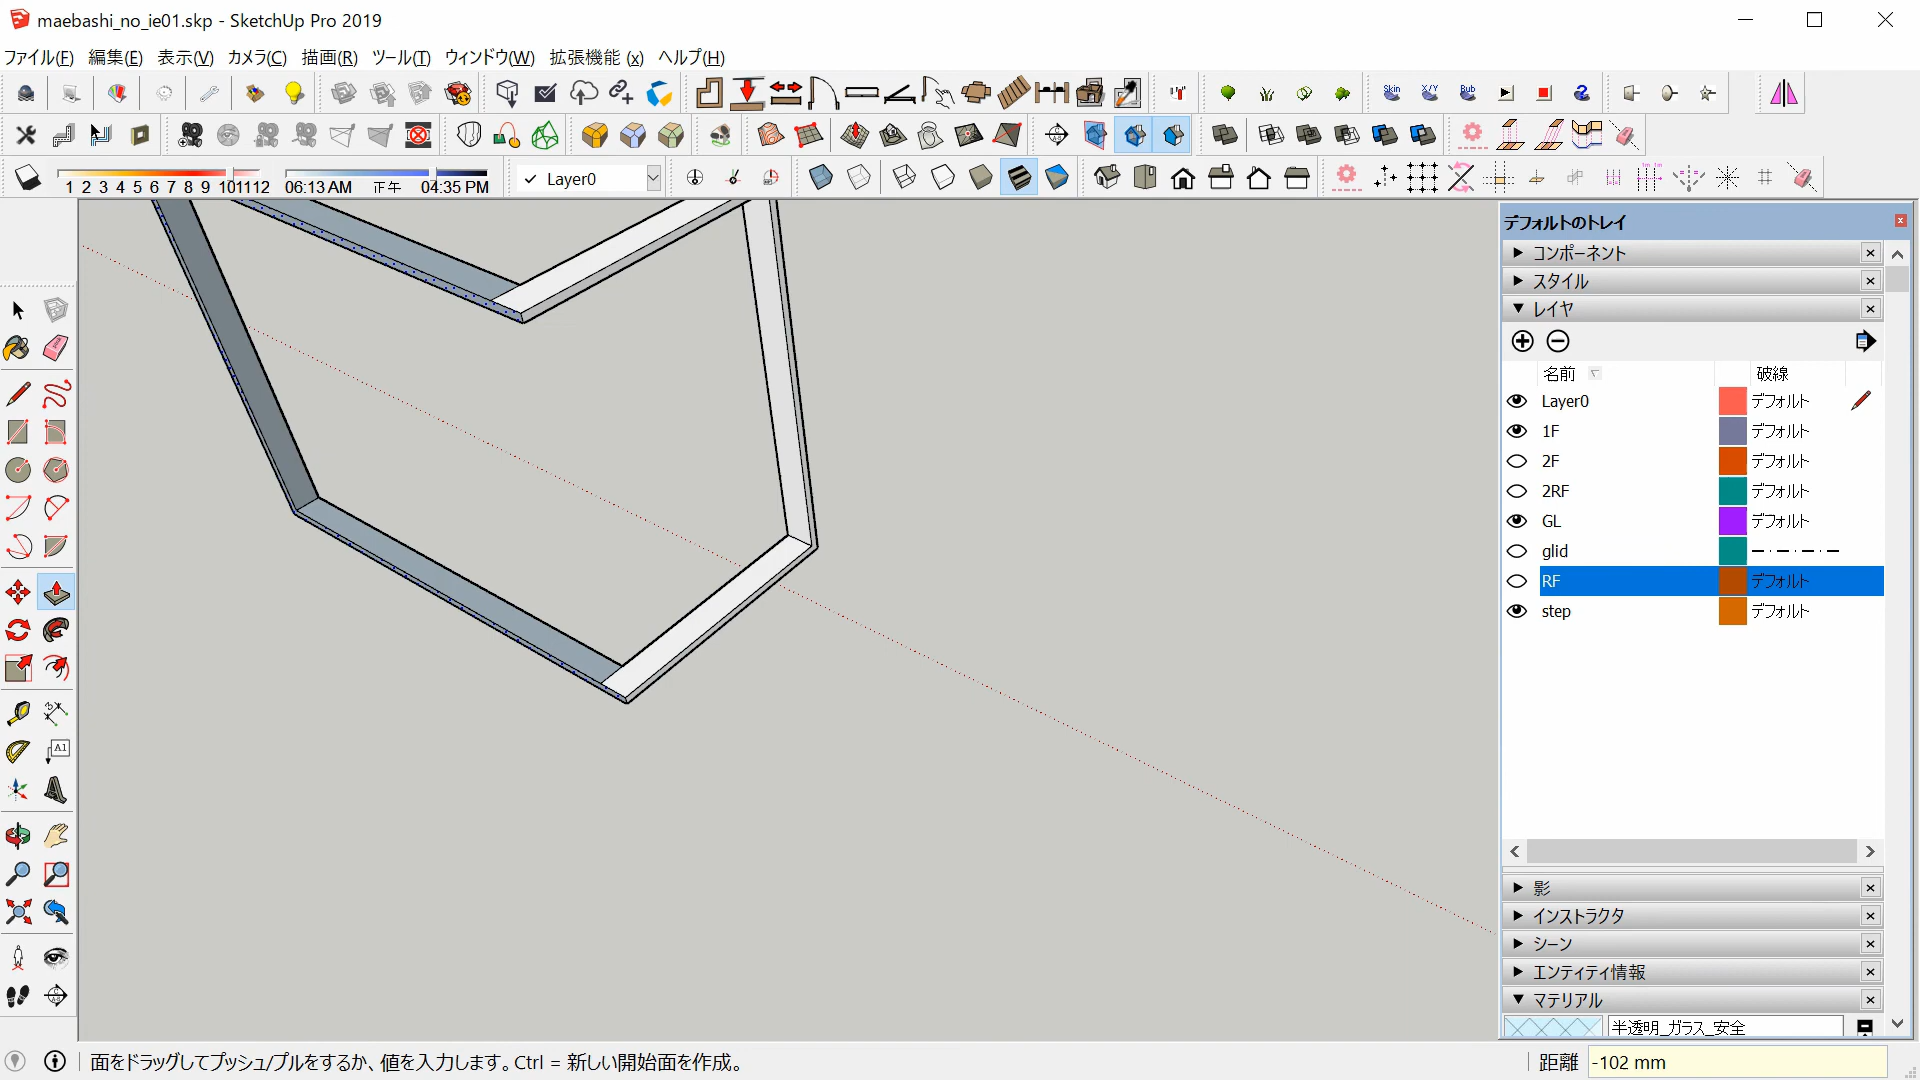 maebashi_no_ie01.skp - SketchUp Pro 2019
ファイル(F) 編集(E) 表示(V) カメラ(C) 描画(R) ツール(T) ウィンドウ(W) 拡張機能 (x) ヘルプ(H)
Skin X/Y Bub
1 2 3 4 5 6 7 8 9 101112 06:13 AM 正午 04:35 PM Layer0
デフォルトのトレイ
コンポーネント
スタイル
レイヤ
名前 破線
Layer0 デフォルト
1F デフォルト
2F デフォルト
2RF デフォルト
GL デフォルト
glid
RF デフォルト
step デフォルト
A1
影
インストラクタ
シーン
エンティティ情報
マテリアル
半透明_ガラス_安全
面をドラッグしてプッシュ/プルをするか、値を入力します。Ctrl = 新しい開始面を作成。 距離 -102 mm